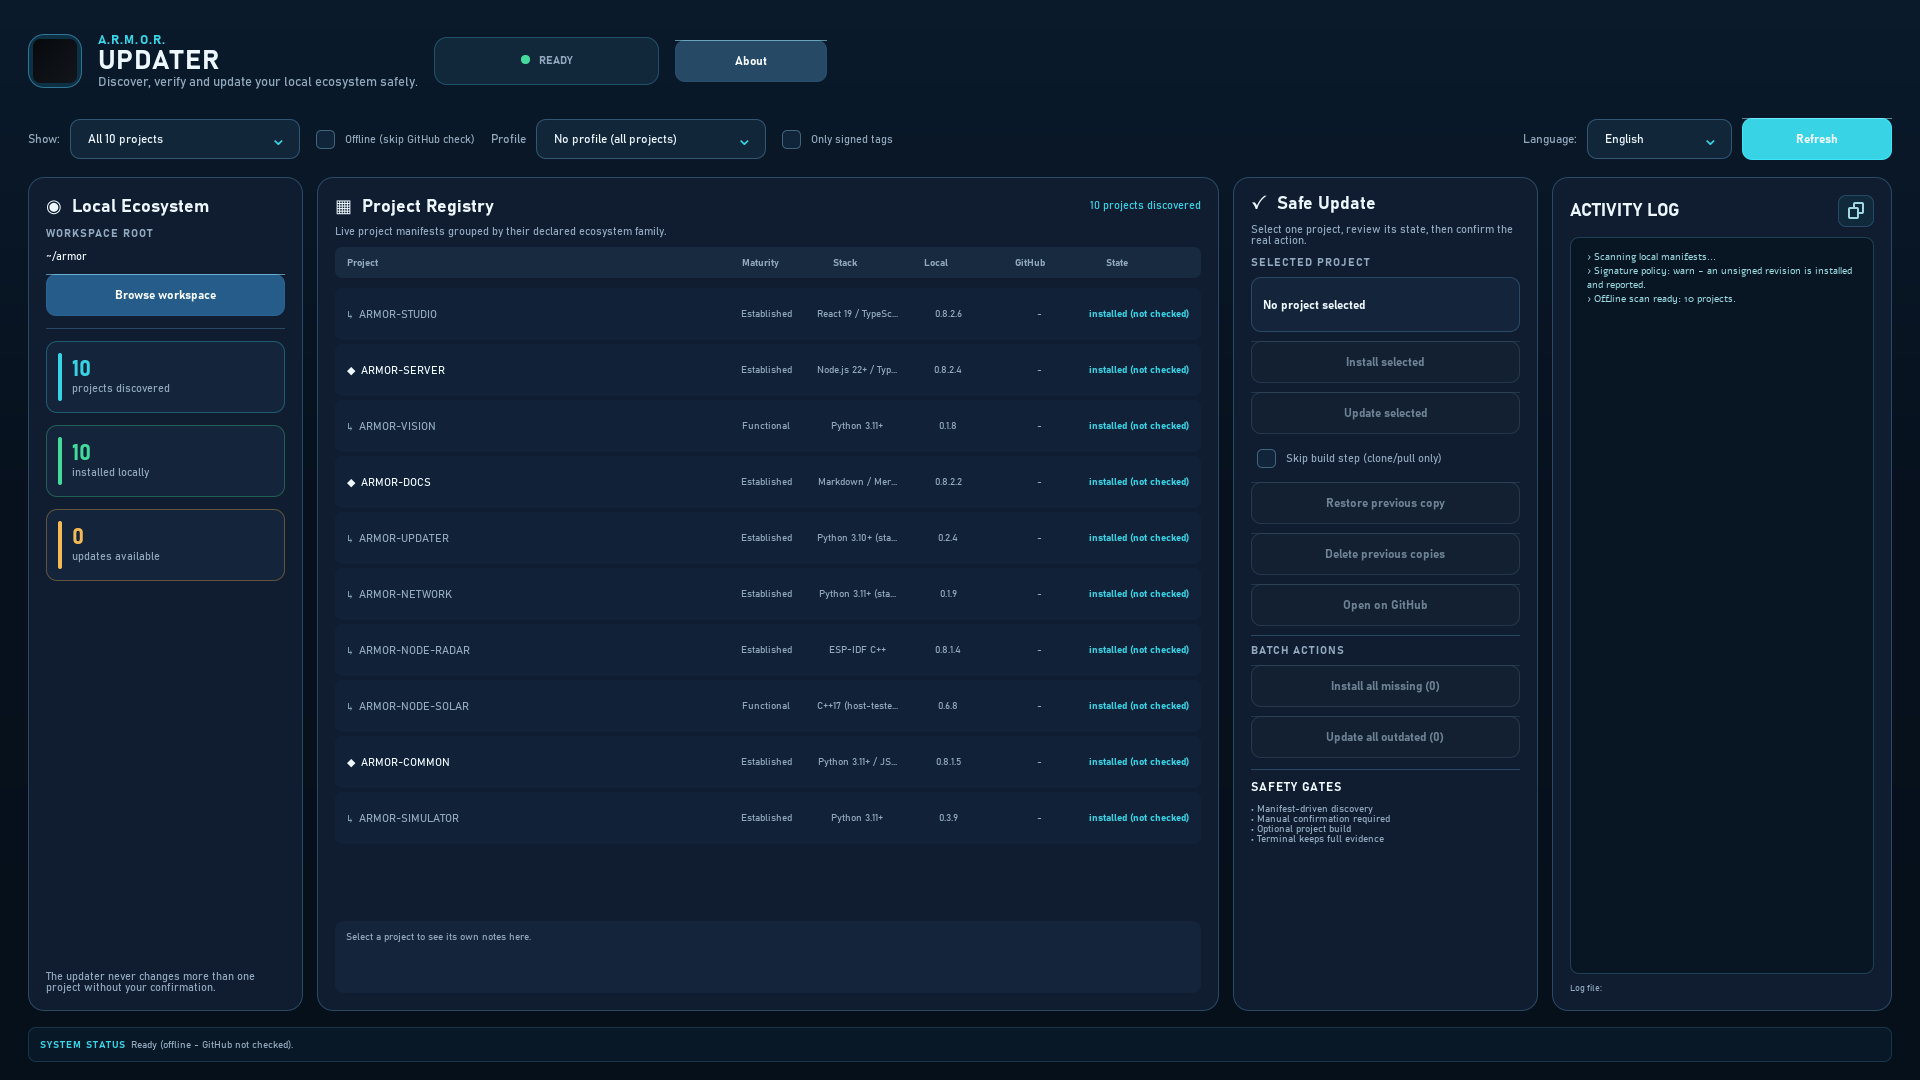 A.R.M.O.R.
UPDATER
Discover, verify and update your local ecosystem safely.
READY
About
Show:
All 10 projects
Offline (skip GitHub check)
Profile
No profile (all projects)
Only signed tags
Language:
English
Refresh
Local Ecosystem
WORKSPACE ROOT
~/armor
Browse workspace
10
projects discovered
10
installed locally
0
updates available
The updater never changes more than one
project without your confirmation.
Project Registry
10 projects discovered
Live project manifests grouped by their declared ecosystem family.
Project Maturity Stack Local GitHub State
↳ ARMOR-STUDIO Established React 19 / TypeSc... 0.8.2.6 - installed (not checked)
◆ ARMOR-SERVER Established Node.js 22+ / Typ... 0.8.2.4 - installed (not checked)
↳ ARMOR-VISION Functional Python 3.11+ 0.1.8 - installed (not checked)
◆ ARMOR-DOCS Established Markdown / Mer... 0.8.2.2 - installed (not checked)
↳ ARMOR-UPDATER Established Python 3.10+ (sta... 0.2.4 - installed (not checked)
↳ ARMOR-NETWORK Established Python 3.11+ (sta... 0.1.9 - installed (not checked)
↳ ARMOR-NODE-RADAR Established ESP-IDF C++ 0.8.1.4 - installed (not checked)
↳ ARMOR-NODE-SOLAR Functional C++17 (host-teste... 0.6.8 - installed (not checked)
◆ ARMOR-COMMON Established Python 3.11+ / JS... 0.8.1.5 - installed (not checked)
↳ ARMOR-SIMULATOR Established Python 3.11+ 0.3.9 - installed (not checked)
Select a project to see its own notes here.
✓ Safe Update
Select one project, review its state, then confirm the
real action.
SELECTED PROJECT
No project selected
Install selected
Update selected
Skip build step (clone/pull only)
Restore previous copy
Delete previous copies
Open on GitHub
BATCH ACTIONS
Install all missing (0)
Update all outdated (0)
SAFETY GATES
• Manifest-driven discovery
• Manual confirmation required
• Optional project build
• Terminal keeps full evidence
ACTIVITY LOG
› Scanning local manifests...
› Signature policy: warn - an unsigned revision is installed
and reported.
› Offline scan ready: 10 projects.
Log file:
SYSTEM STATUS Ready (offline - GitHub not checked).